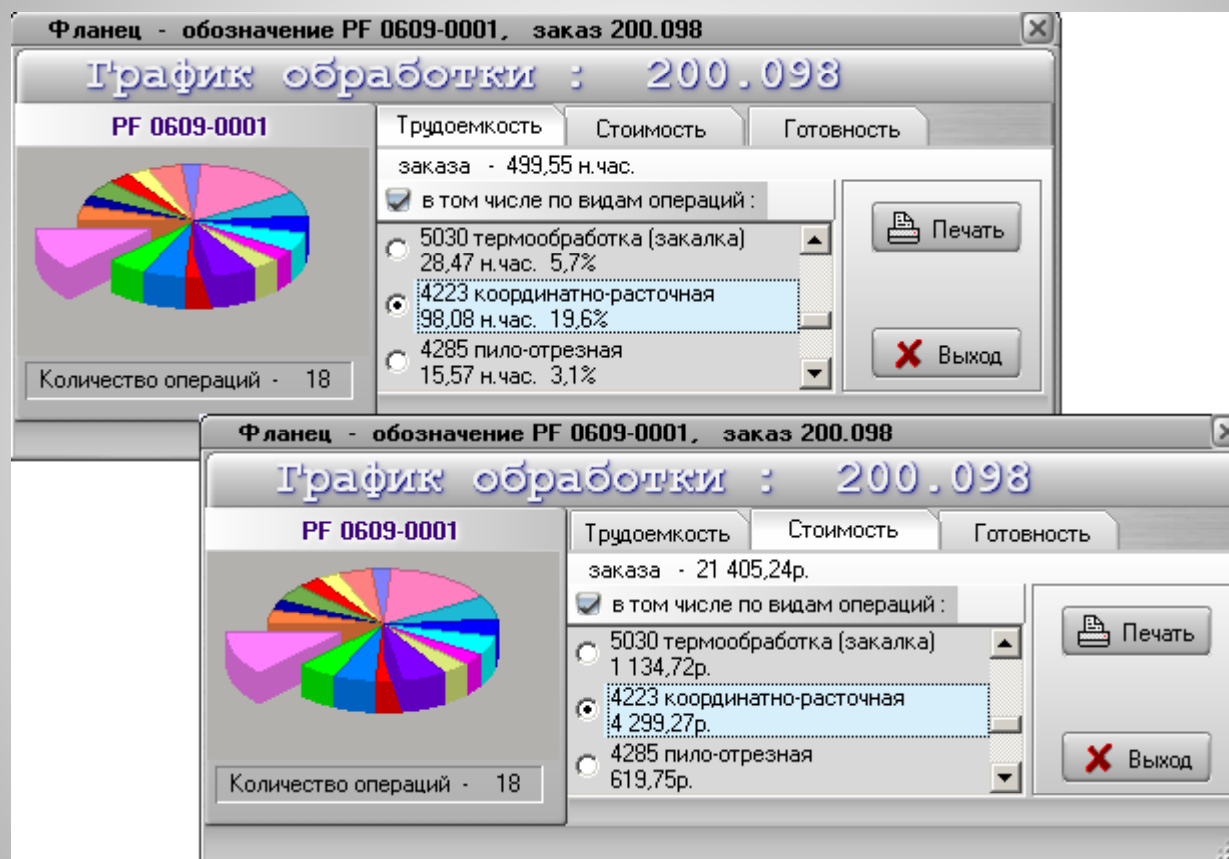 Фланец - обозначение PF 0609-0001, заказ 200.098
График обработки : 200.098
PF 0609-0001
Количество операций - 18
Трудоемкость Стоимость Готовность
заказа - 499,55 н.час.
в том числе по видам операций :
5030 термообработка (закалка)
28,47 н.час. 5,7%
4223 координатно-расточная
98,08 н.час. 19,6%
4285 пило-отрезная
15,57 н.час. 3,1%
Печать
Выход
Фланец - обозначение PF 0609-0001, заказ 200.098
График обработки : 200.098
PF 0609-0001
Количество операций - 18
Трудоемкость Стоимость Готовность
заказа - 21 405,24р.
в том числе по видам операций :
5030 термообработка (закалка)
1 134,72р.
4223 координатно-расточная
4 299,27р.
4285 пило-отрезная
619,75р.
Печать
Выход